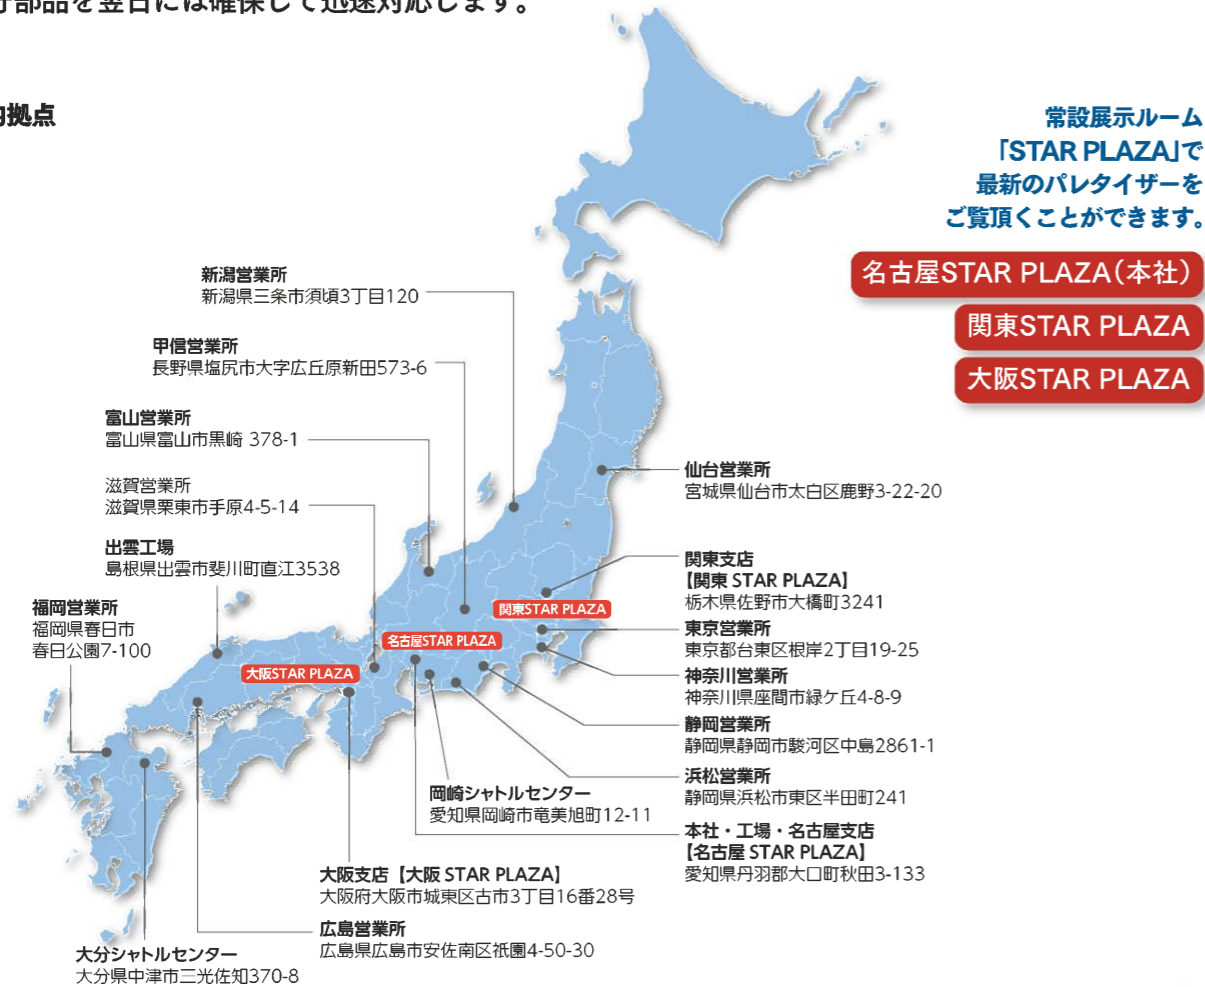 部品を翌日には確保して迅速対応します。
拠点
常設展示ルーム
「STAR PLAZA」で
最新のパレタイザーを
ご覧頂くことができます。
名古屋STAR PLAZA（本社）
関東STAR PLAZA
大阪STAR PLAZA
新潟営業所
新潟県三条市須頃3丁目120
甲信営業所
長野県塩尻市大字広丘原新田573-6
富山営業所
富山県富山市黒崎 378-1
滋賀営業所
滋賀県栗東市手原4-5-14
出雲工場
島根県出雲市斐川町直江3538
福岡営業所
福岡県春日市
春日公園7-100
仙台営業所
宮城県仙台市太白区鹿野3-22-20
関東支店
【関東 STAR PLAZA】
栃木県佐野市大橋町3241
東京営業所
東京都台東区根岸2丁目19-25
神奈川営業所
神奈川県座間市緑ケ丘4-8-9
静岡営業所
静岡県静岡市駿河区中島2861-1
浜松営業所
静岡県浜松市東区半田町241
本社・工場・名古屋支店
【名古屋 STAR PLAZA】
愛知県丹羽郡大口町秋田3-133
関東STAR PLAZA
名古屋STAR PLAZA
大阪STAR PLAZA
岡崎シャトルセンター
愛知県岡崎市竜美旭町12-11
大阪支店【大阪 STAR PLAZA】
大阪府大阪市城東区古市3丁目16番28号
広島営業所
広島県広島市安佐南区祇園4-50-30
大分シャトルセンター
大分県中津市三光佐知370-8